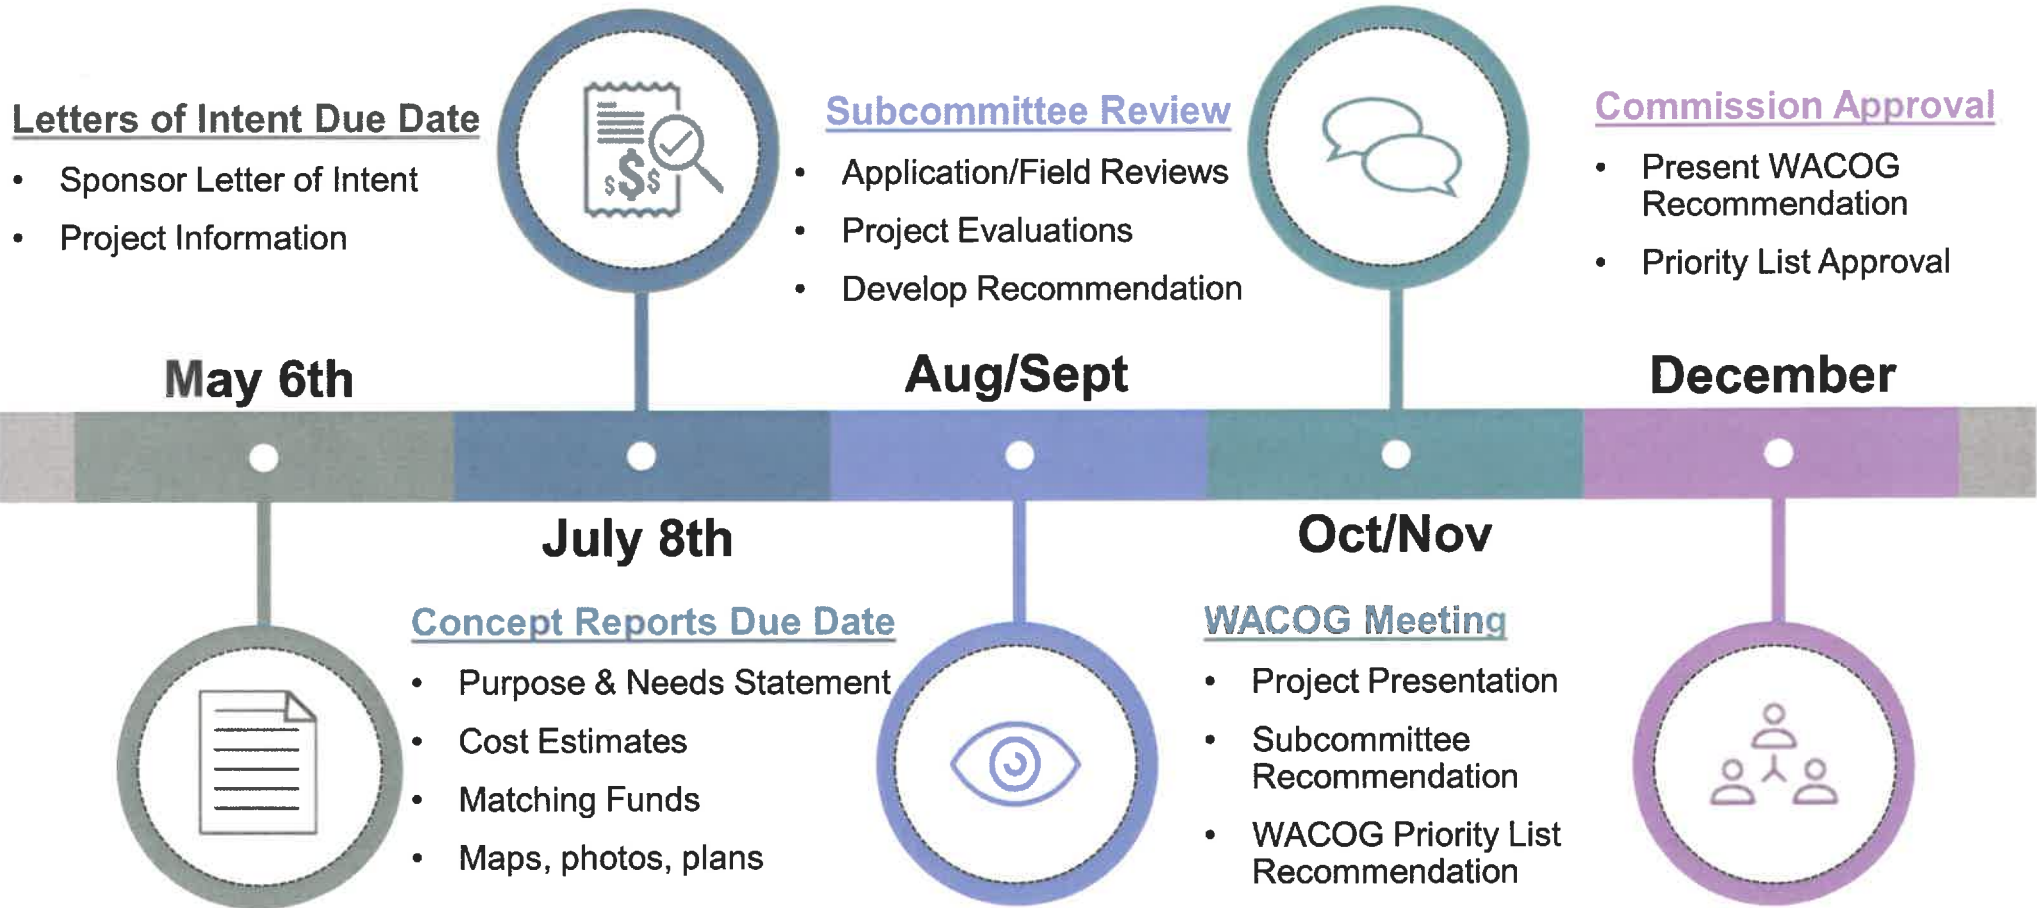 Letters of Intent Due Date
• Sponsor Letter of Intent
• Project Information
May 6th
July 8th
Concept Reports Due Date
• Purpose & Needs Statement
• Cost Estimates
• Matching Funds
• Maps, photos, plans
Subcommittee Review
• Application/Field Reviews
• Project Evaluations
• Develop Recommendation
Aug/Sept
Oct/Nov
WACOG Meeting
• Project Presentation
• Subcommittee
Recommendation
• WACOG Priority List
Recommendation
Commission Approval
• Present WACOG
Recommendation
• Priority List Approval
December
$$$